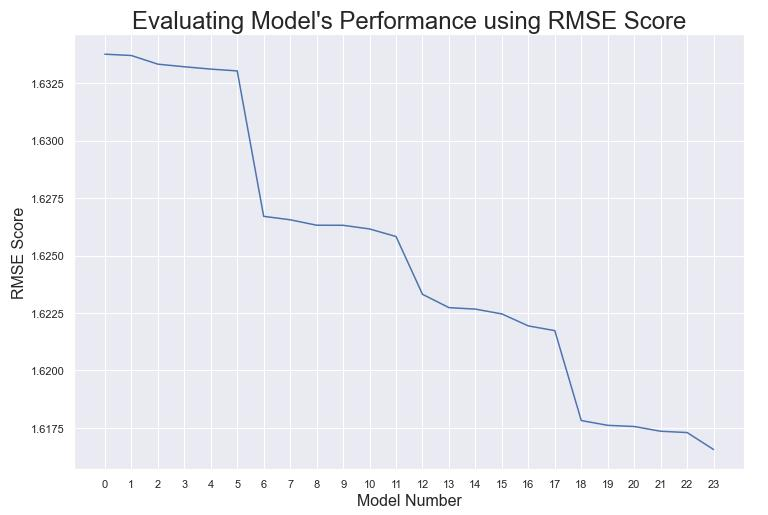 Evaluating Model's Performance using RMSE Score
1.6325
1.6300
1.6275
1.6250
1.6225
1.6200
1.6175
RMSE Score
0 1 2 3 4 5 6 7 8 9 10 11 12 13 14 15 16 17 18 19 20 21 22 23
Model Number